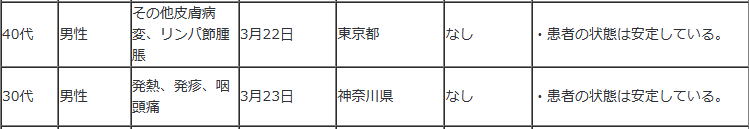 40代 男性 その他皮膚病変、リンパ節腫脹 3月22日 東京都 なし ・患者の状態は安定している。
30代 男性 発熱、発疹、咽頭痛 3月23日 神奈川県 なし ・患者の状態は安定している。